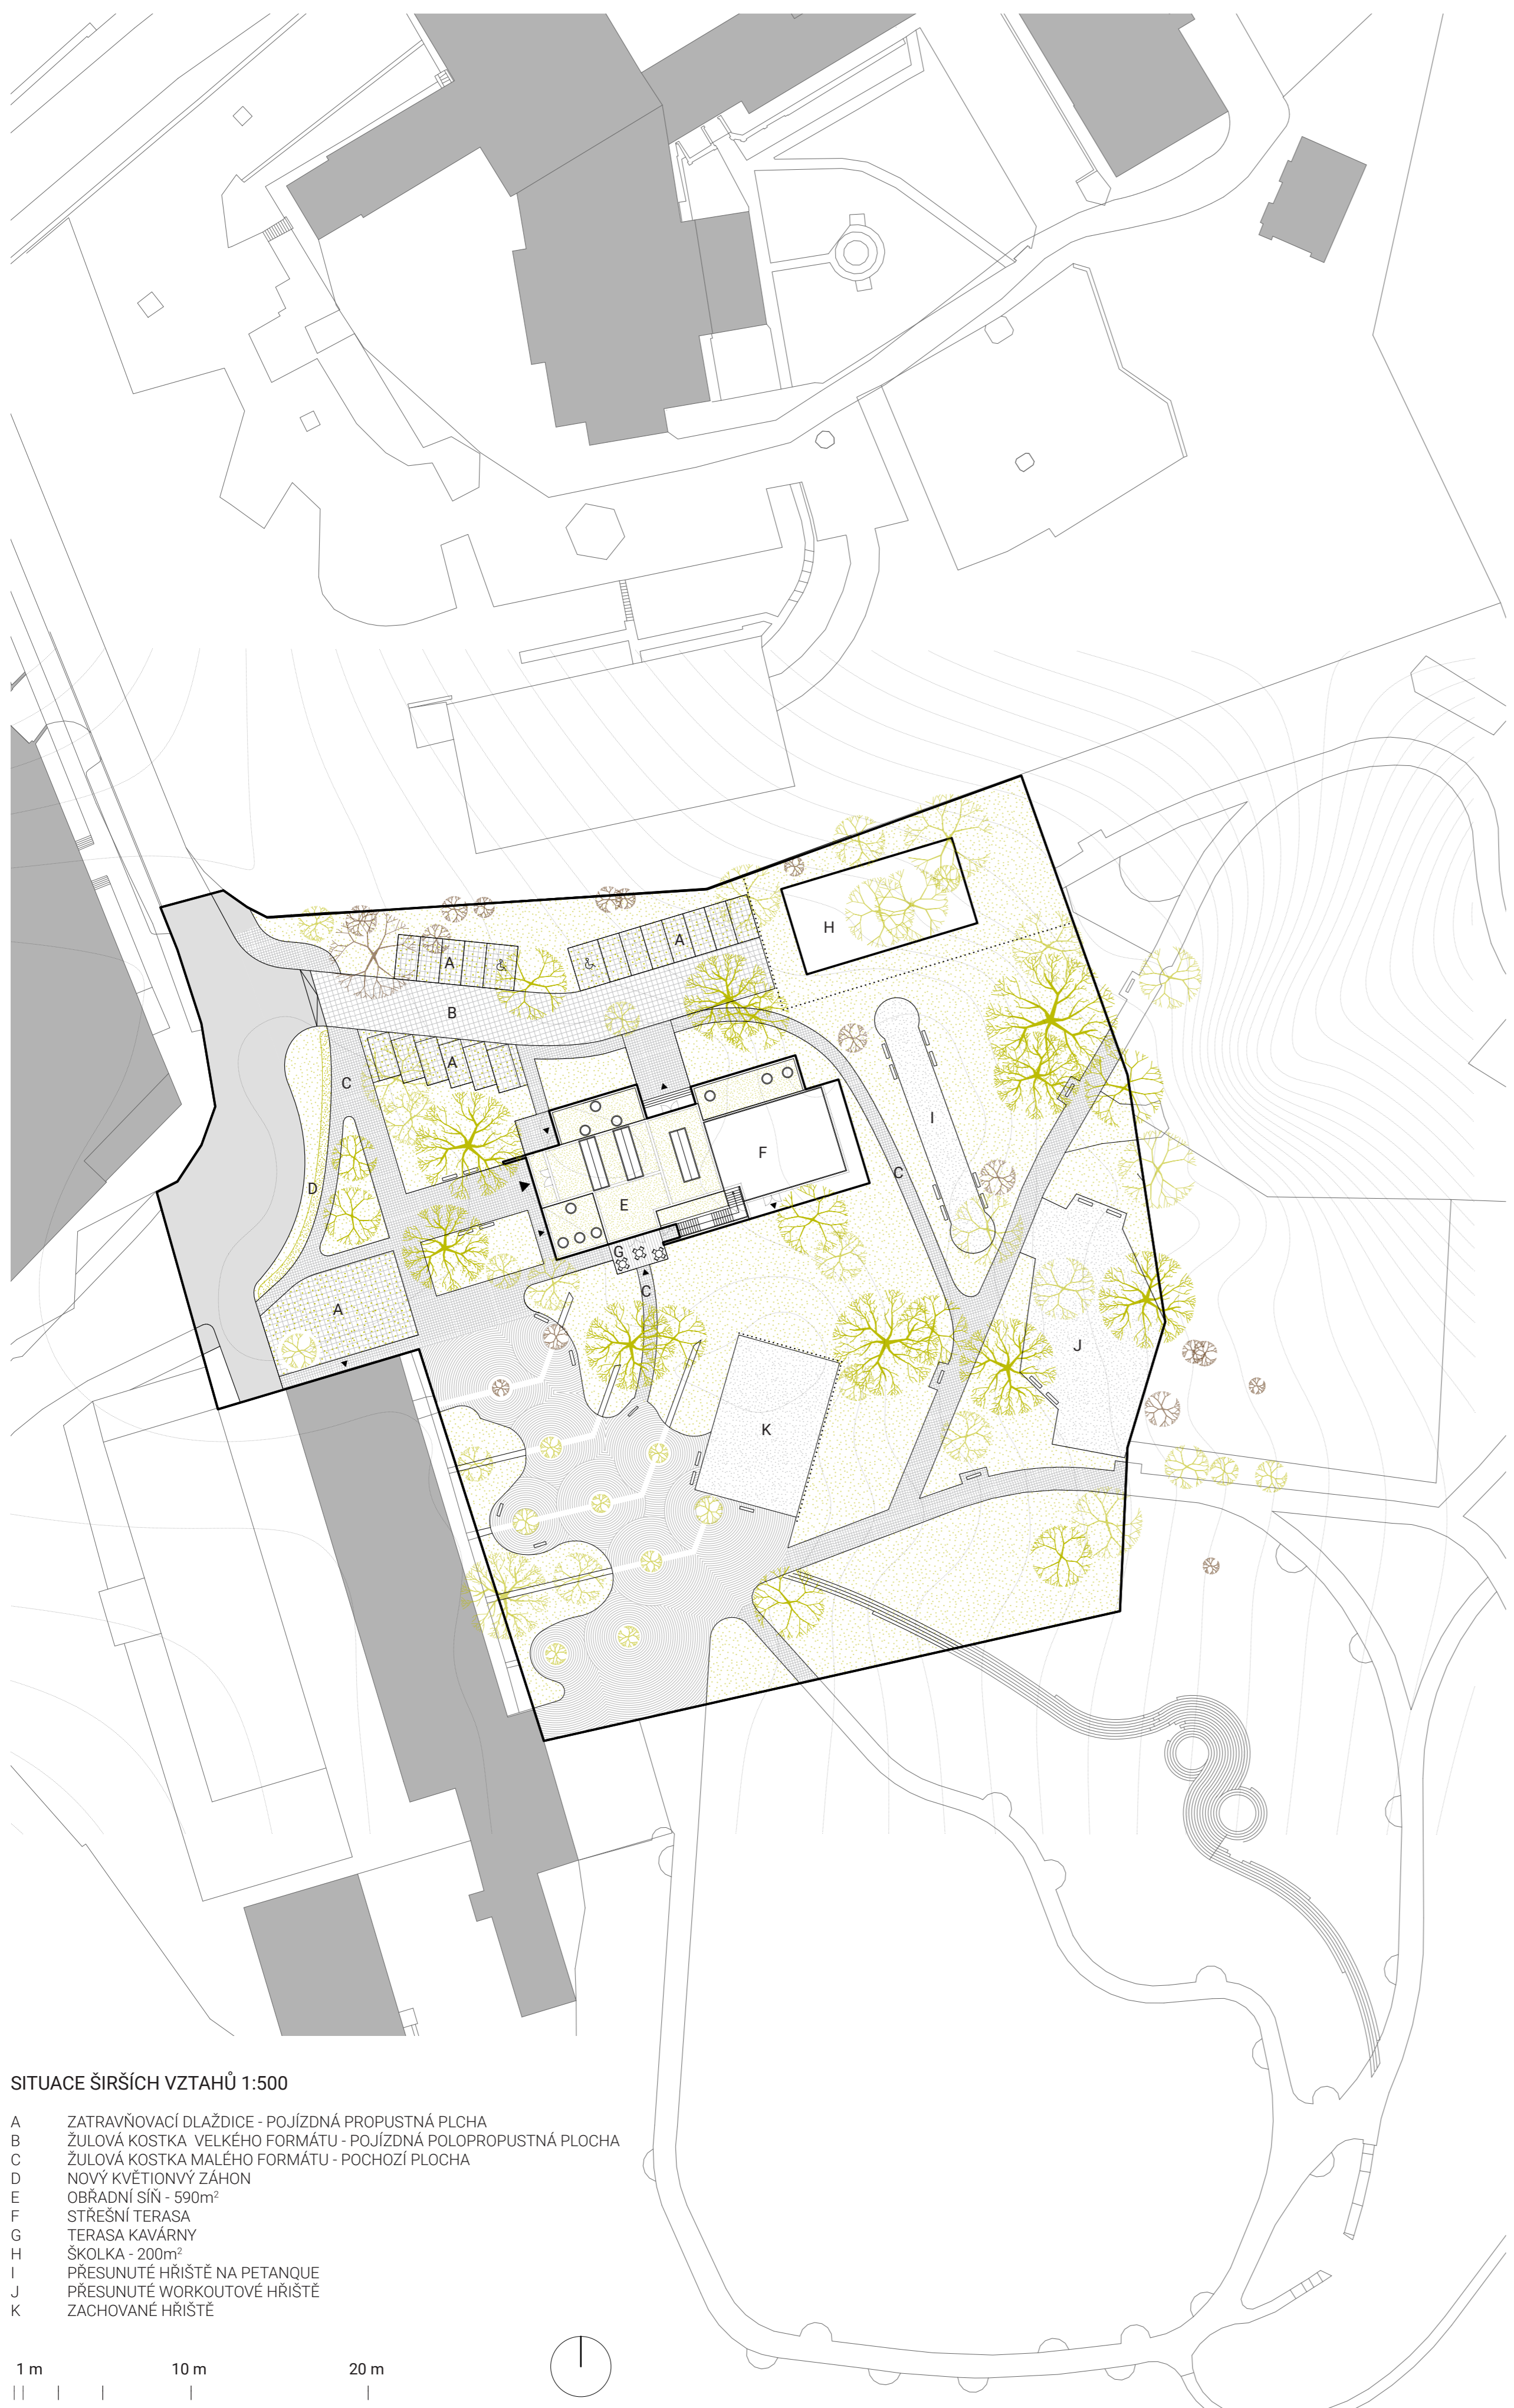 H
A
A
B
A
C
I
F
C
D
E
G
C
A
J
K
SITUACE ŠIRŠÍCH VZTAHŮ 1:500
A ZATRAVŇOVACÍ DLAŽDICE - POJÍZDNÁ PROPUSTNÁ PLCHA
B ŽULOVÁ KOSTKA VELKÉHO FORMÁTU - POJÍZDNÁ POLOPROPUSTNÁ PLOCHA
C ŽULOVÁ KOSTKA MALÉHO FORMÁTU - POCHOZÍ PLOCHA
D NOVÝ KVĚTIONVÝ ZÁHON
E OBŘADNÍ SÍŇ - 590m²
F STŘEŠNÍ TERASA
G TERASA KAVÁRNY
H ŠKOLKA - 200m²
I PŘESUNUTÉ HŘIŠTĚ NA PETANQUE
J PŘESUNUTÉ WORKOUTOVÉ HŘIŠTĚ
K ZACHOVANÉ HŘIŠTĚ
1 m 10 m 20 m